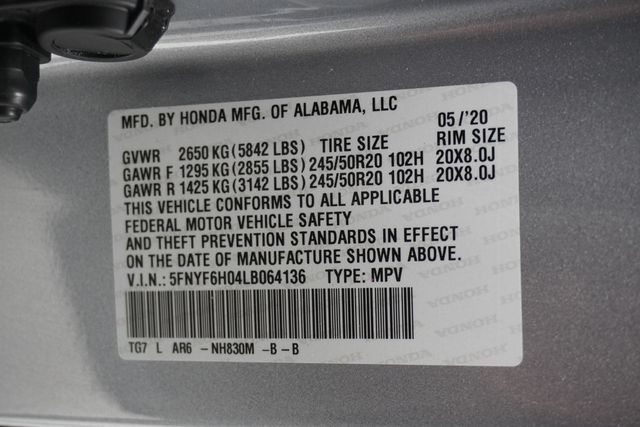 MFD. BY HONDA MFG. OF ALABAMA, LLC 05/'20
GVWR 2650 KG (5842 LBS) TIRE SIZE RIM SIZE
GAWR F 1295 KG (2855 LBS) 245/50R20 102H 20X8.0J
GAWR R 1425 KG (3142 LBS) 245/50R20 102H 20X8.0J
THIS VEHICLE CONFORMS TO ALL APPLICABLE
FEDERAL MOTOR VEHICLE SAFETY
AND THEFT PREVENTION STANDARDS IN EFFECT
ON THE DATE OF MANUFACTURE SHOWN ABOVE.
V.I.N.: 5FNYF6H04LB064136 TYPE: MPV
TG7 L AR6 -NH830M -B-B